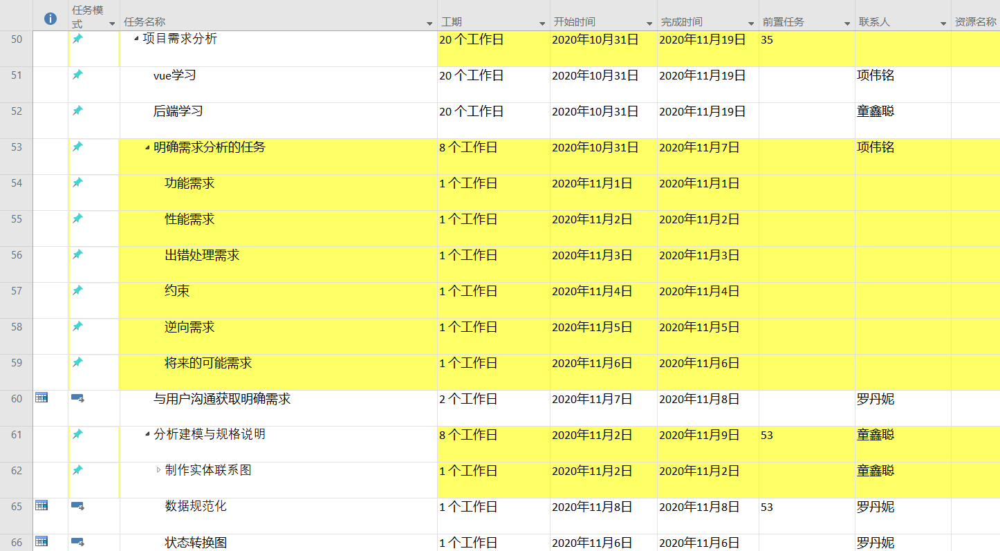 任务模式 任务名称 工期 开始时间 完成时间 前置任务 联系人 资源名称
50 项目需求分析 20 个工作日 2020年10月31日 2020年11月19日 35
51 vue学习 20 个工作日 2020年10月31日 2020年11月19日 项伟铭
52 后端学习 20 个工作日 2020年10月31日 2020年11月19日 童鑫聪
53 明确需求分析的任务 8 个工作日 2020年10月31日 2020年11月7日 项伟铭
54 功能需求 1 个工作日 2020年11月1日 2020年11月1日
55 性能需求 1 个工作日 2020年11月2日 2020年11月2日
56 出错处理需求 1 个工作日 2020年11月3日 2020年11月3日
57 约束 1 个工作日 2020年11月4日 2020年11月4日
58 逆向需求 1 个工作日 2020年11月5日 2020年11月5日
59 将来的可能需求 1 个工作日 2020年11月6日 2020年11月6日
60 与用户沟通获取明确需求 2 个工作日 2020年11月7日 2020年11月8日 罗丹妮
61 分析建模与规格说明 8 个工作日 2020年11月2日 2020年11月9日 53 童鑫聪
62 制作实体联系图 1 个工作日 2020年11月2日 2020年11月2日 童鑫聪
65 数据规范化 1 个工作日 2020年11月8日 2020年11月8日 53 罗丹妮
66 状态转换图 1 个工作日 2020年11月6日 2020年11月6日 罗丹妮